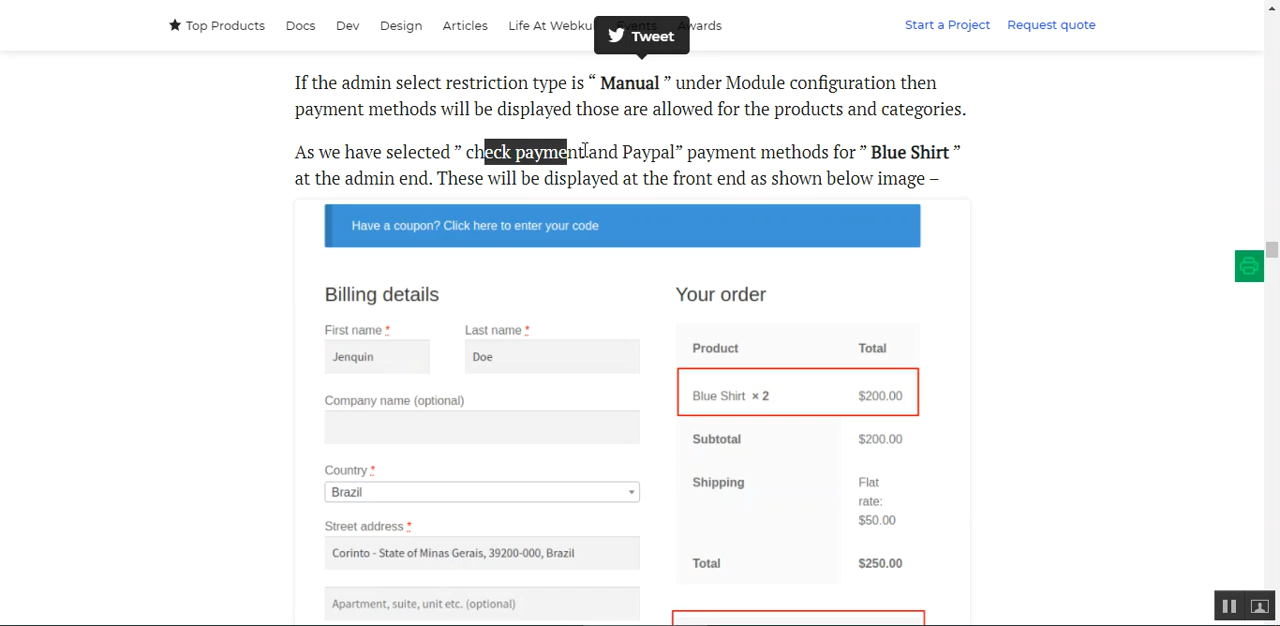 ★ Top Products Docs Dev Design Articles Life At Webku Events Awards Start a Project Request quote
Tweet
If the admin select restriction type is “ Manual ” under Module configuration then
payment methods will be displayed those are allowed for the products and categories.
As we have selected ” check payment and Paypal” payment methods for ” Blue Shirt ”
at the admin end. These will be displayed at the front end as shown below image –
Have a coupon? Click here to enter your code
Billing details
First name * Last name *
Jenquin Doe
Company name (optional)
Country *
Brazil
Street address *
Corinto - State of Minas Gerais, 39200-000, Brazil
Apartment, suite, unit etc. (optional)
Your order
Product Total
Blue Shirt × 2 $200.00
Subtotal $200.00
Shipping Flat
rate:
$50.00
Total $250.00